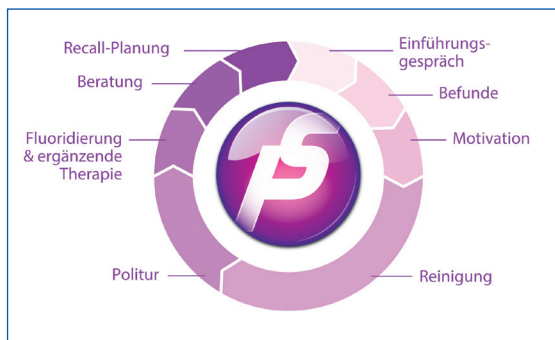 Einführungs-
gespräch
Befunde
Motivation
Reinigung
Politur
Fluoridierung
& ergänzende
Therapie
Beratung
Recall-Planung